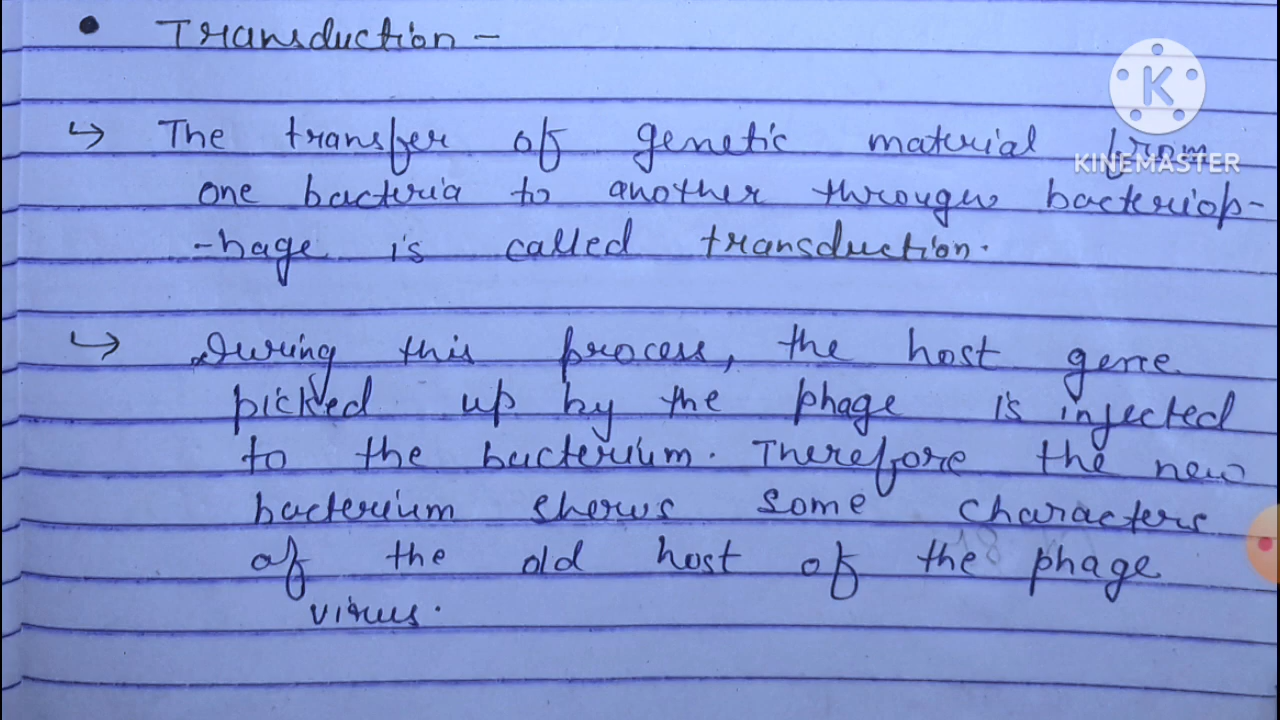 • Transduction -
↳ The transfer of genetic material from
one bacteria to another through bacteriop-
-hage is called transduction.
↳ During this process, the host gene
picked up by the phage is injected
to the bacterium. Therefore the new
bacterium shows some characters
of the old host of the phage
virus.
K
KINEMASTER